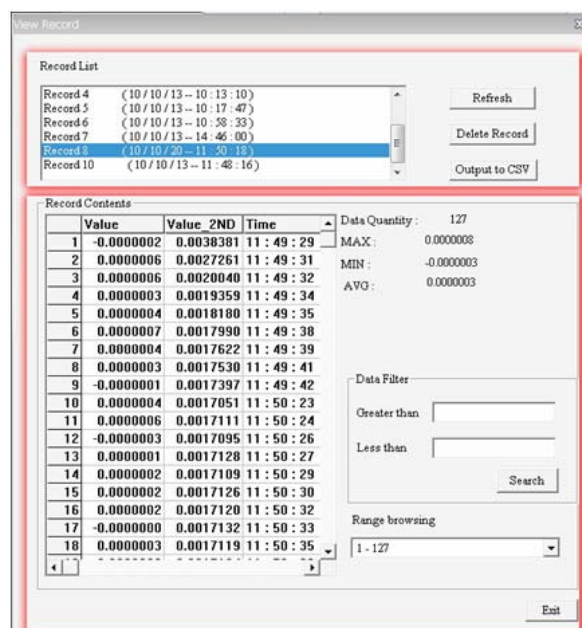 View Record
Record List
Record 4 (10/10/13 -- 10 : 13 : 10)
Record 5 (10/10/13 -- 10 : 17 : 47)
Record 6 (10/10/13 -- 10 : 58 : 33)
Record 7 (10/10/13 -- 14 : 46 : 00)
Record 8 (10/10/20 -- 11 : 50 : 18)
Record 10 (10/10/13 -- 11 : 48 : 16)
Refresh
Delete Record
Output to CSV
Record Contents
Value Value_2ND Time
1 -0.0000002 0.0038381 11 : 49 : 29
2 0.0000006 0.0027261 11 : 49 : 31
3 0.0000006 0.0020040 11 : 49 : 32
4 0.0000003 0.0019359 11 : 49 : 34
5 0.0000004 0.0018180 11 : 49 : 35
6 0.0000007 0.0017990 11 : 49 : 38
7 0.0000004 0.0017622 11 : 49 : 39
8 0.0000003 0.0017530 11 : 49 : 41
9 -0.0000001 0.0017397 11 : 49 : 42
10 0.0000004 0.0017051 11 : 50 : 23
11 0.0000006 0.0017111 11 : 50 : 24
12 -0.0000003 0.0017095 11 : 50 : 26
13 0.0000001 0.0017128 11 : 50 : 27
14 0.0000002 0.0017109 11 : 50 : 29
15 0.0000002 0.0017126 11 : 50 : 30
16 0.0000002 0.0017120 11 : 50 : 32
17 -0.0000000 0.0017132 11 : 50 : 33
18 0.0000003 0.0017119 11 : 50 : 35
Data Quantity : 127
MAX : 0.0000008
MIN : -0.0000003
AVG : 0.0000003
Data Filter
Greater than
Less than
Search
Range browsing
1 - 127
Exit